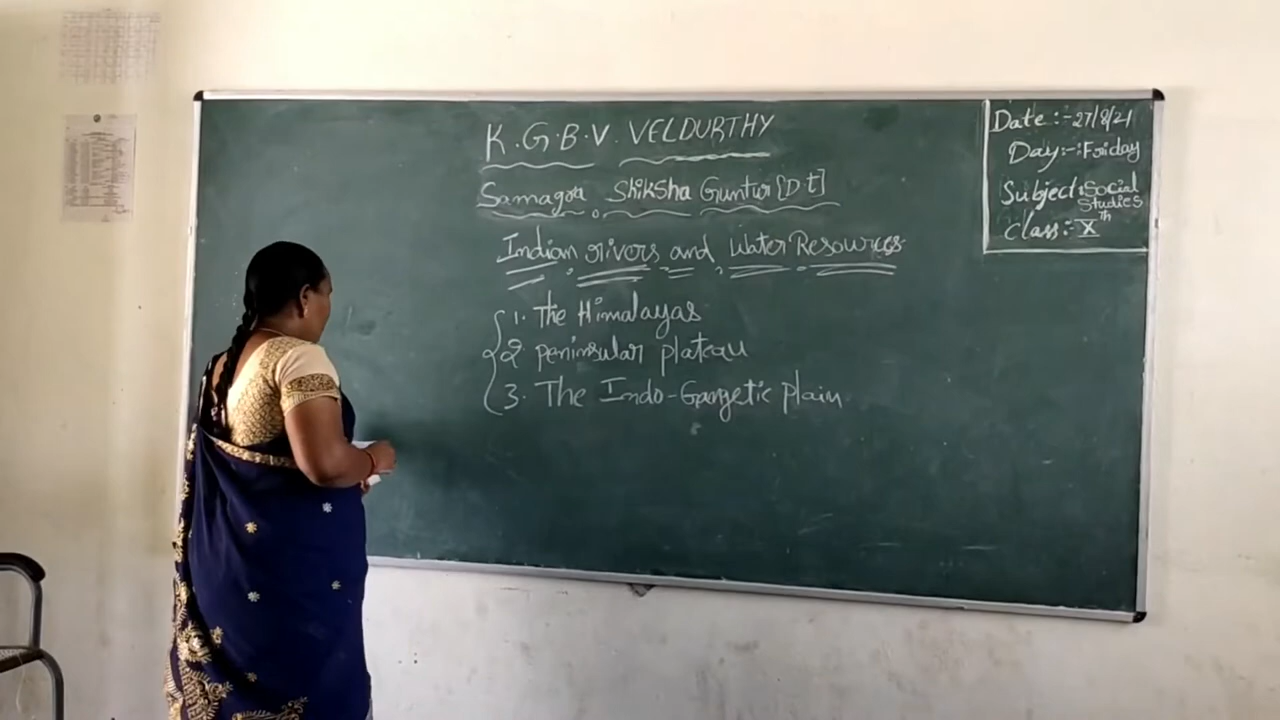 K.G.B.V. VELDURTHY
Samagra Shiksha Guntur [Dt]
Indian rivers and Water Resources
1. The Himalayas
2 peninsular plateau
3. The Indo-Gangetic plain
Date :- 27/8/21
Day:-:Friday
Subject:Social
Studies
Class:- Xth